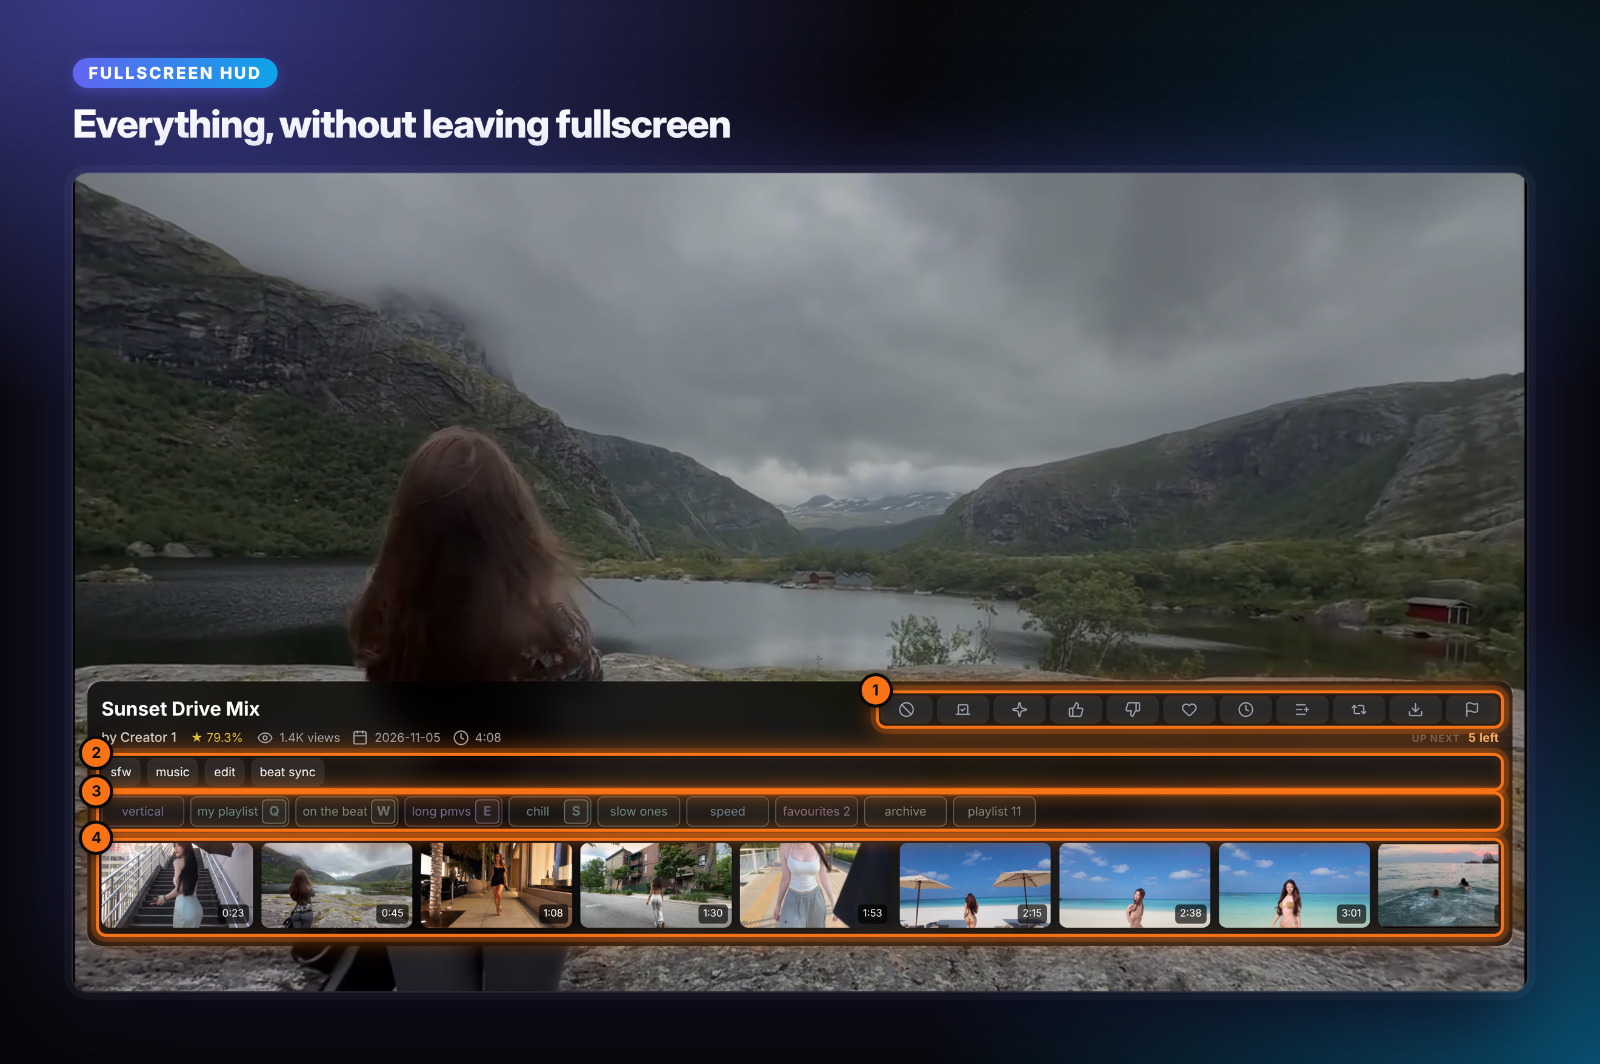 FULLSCREEN HUD
Everything, without leaving fullscreen
1
Sunset Drive Mix
by Creator 1 ★ 79.3% 1.4K views 2026-11-05 4:08
UP NEXT 5 left
2
sfw music edit beat sync
3
vertical my playlist Q on the beat W long pmvs E chill S slow ones speed favourites 2 archive playlist 11
4
0:23 0:45 1:08 1:30 1:53 2:15 2:38 3:01